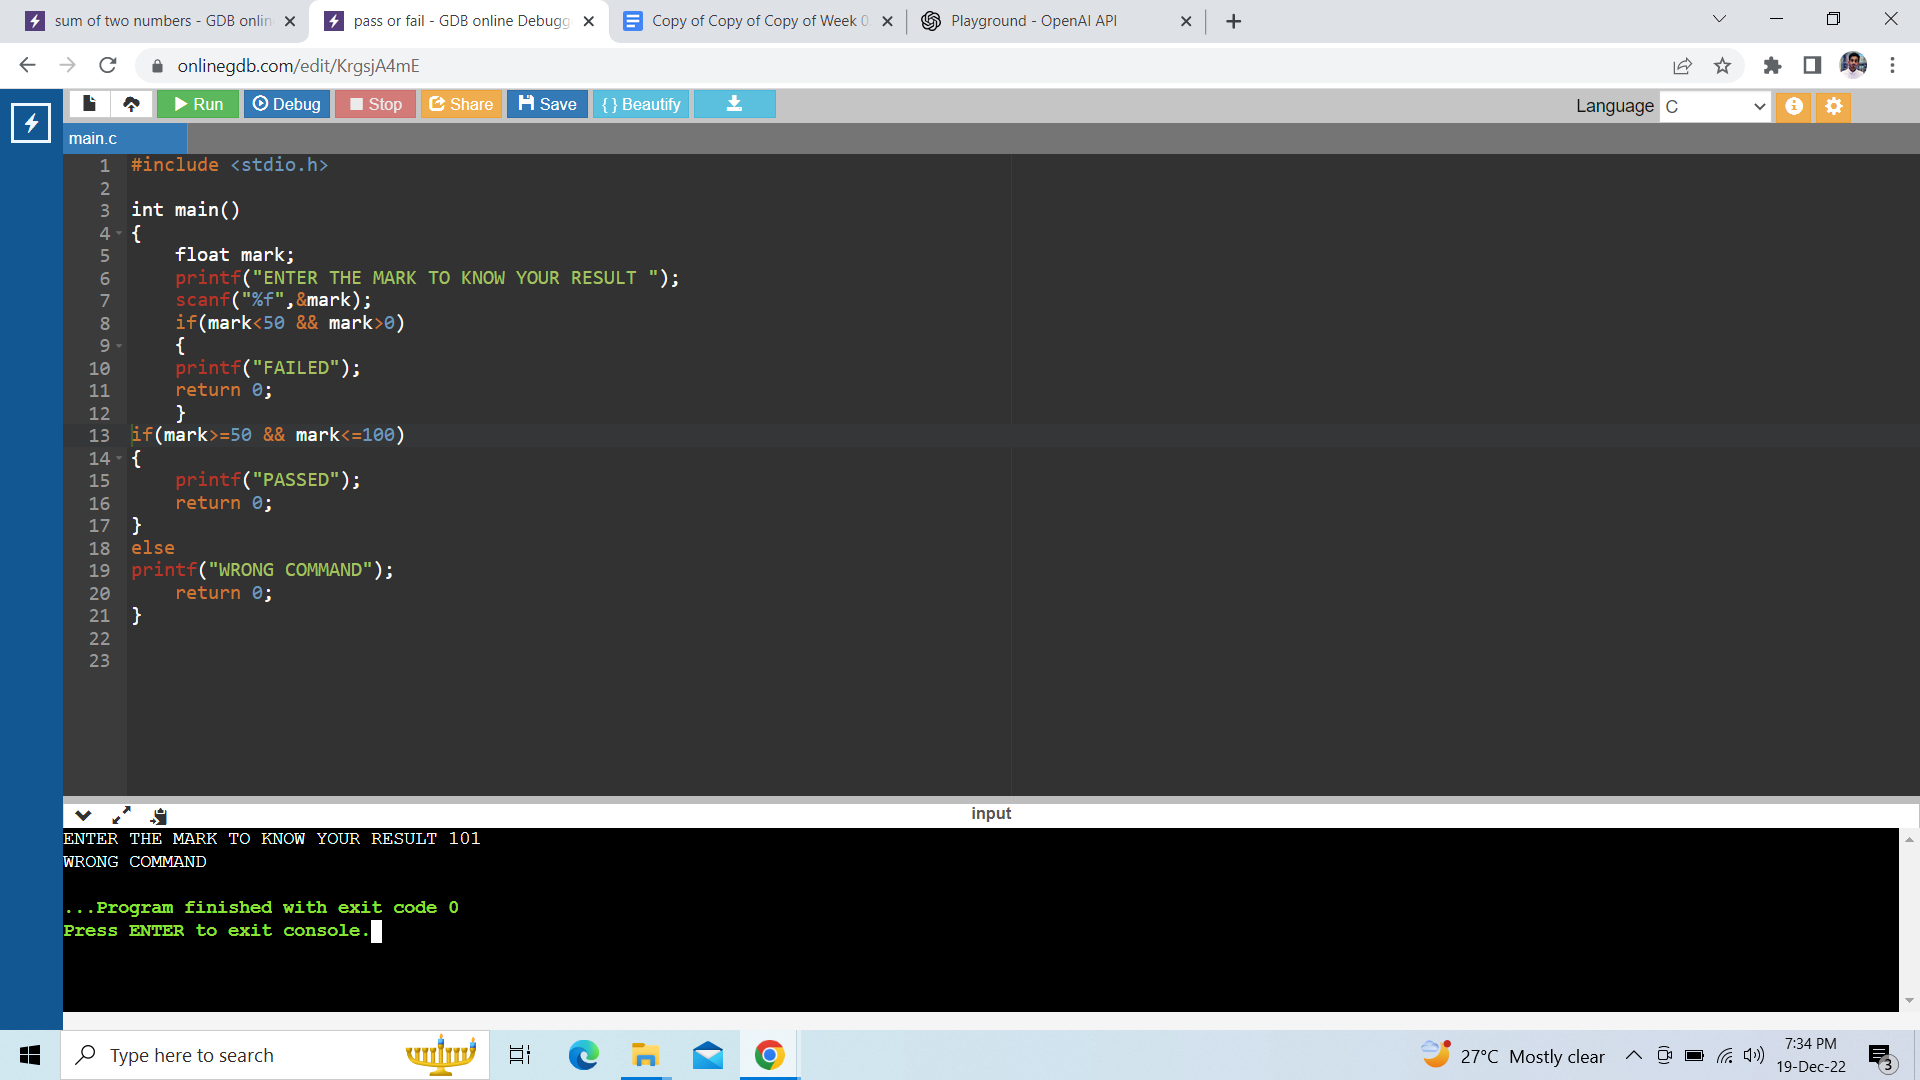 sum of two numbers - GDB onlin
pass or fail - GDB online Debugg
Copy of Copy of Copy of Week 0
Playground - OpenAI API
onlinegdb.com/edit/KrgsjA4mE
Run
Debug
Stop
Share
Save
{ } Beautify
Language
C
main.c
1 #include <stdio.h>
2
3 int main()
4 {
5 float mark;
6 printf("ENTER THE MARK TO KNOW YOUR RESULT ");
7 scanf("%f",&mark);
8 if(mark<50 && mark>0)
9 {
10 printf("FAILED");
11 return 0;
12 }
13 if(mark>=50 && mark<=100)
14 {
15 printf("PASSED");
16 return 0;
17 }
18 else
19 printf("WRONG COMMAND");
20 return 0;
21 }
22
23
input
ENTER THE MARK TO KNOW YOUR RESULT 101
WRONG COMMAND
...Program finished with exit code 0
Press ENTER to exit console.
Type here to search
27°C Mostly clear
7:34 PM
19-Dec-22
3